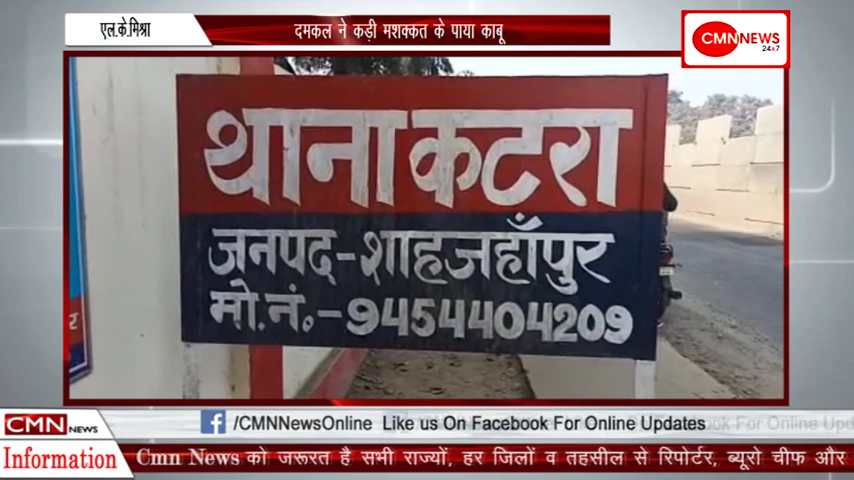 एल.के.मिश्रा
दमकल ने कड़ी मशक्कत के पाया काबू
CMN NEWS
24x7
थाना कटरा
जनपद-शाहजहाँपुर
मो.नं.-9454404209
र
CMN NEWS
/CMNNewsOnline Like us On Facebook For Online Updates
Information
Cmn News को जरूरत है सभी राज्यों, हर जिलों व तहसील से रिपोर्टर, ब्यूरो चीफ और